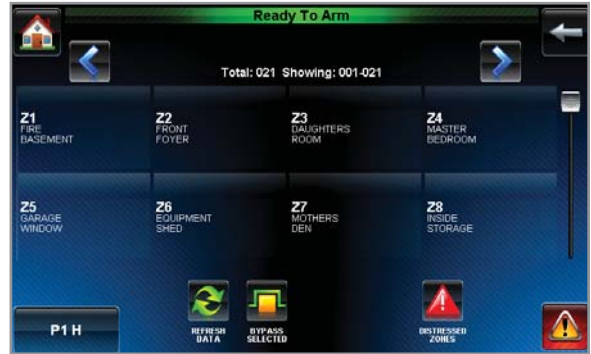 Ready To Arm
Total: 021 Showing: 001-021
Z1
FIRE
BASEMENT
Z2
FRONT
FOYER
Z3
DAUGHTERS
ROOM
Z4
MASTER
BEDROOM
Z5
GARAGE
WINDOW
Z6
EQUIPMENT
SHED
Z7
MOTHERS
DEN
Z8
INSIDE
STORAGE
P1 H
REFRESH
DATA
BYPASS
SELECTED
DISTRESSED
ZONES